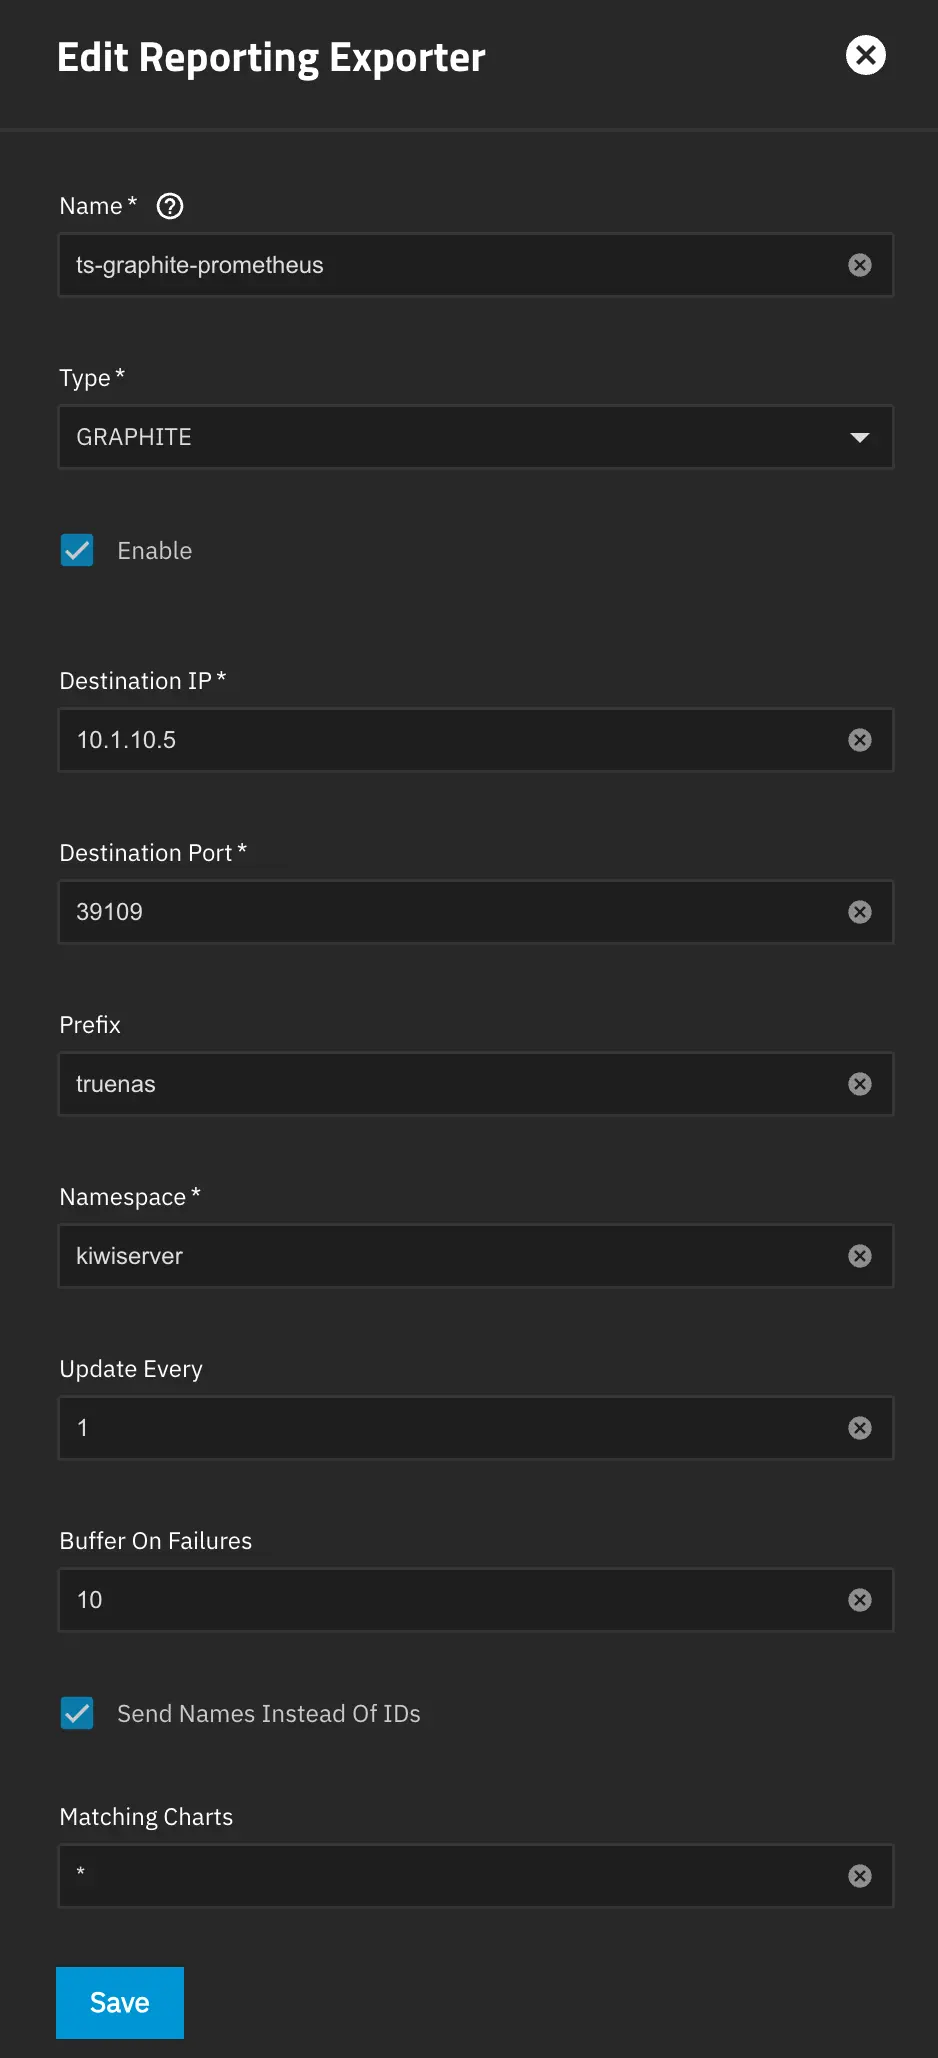 Edit Reporting Exporter
Name *
ts-graphite-prometheus
Type *
GRAPHITE
Enable
Destination IP *
10.1.10.5
Destination Port *
39109
Prefix
truenas
Namespace *
kiwiserver
Update Every
1
Buffer On Failures
10
Send Names Instead Of IDs
Matching Charts
*
Save